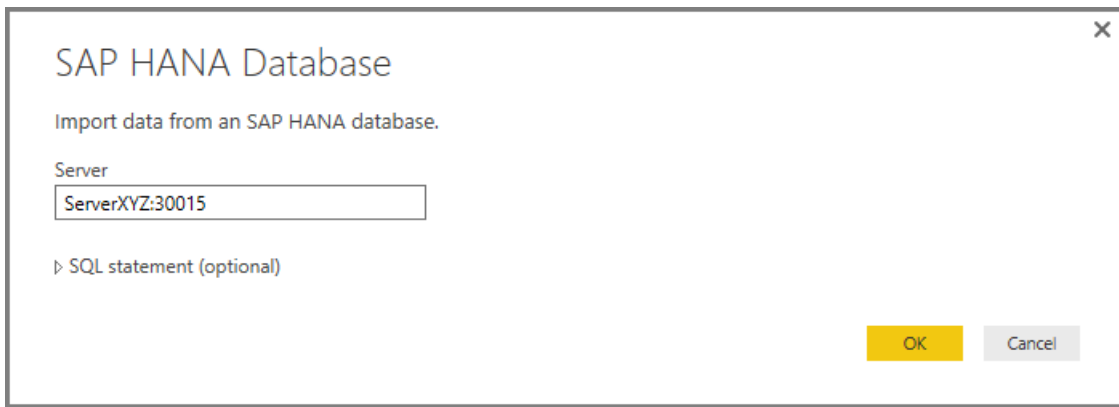 SAP HANA Database
Import data from an SAP HANA database.
Server
ServerXYZ:30015
SQL statement (optional)
OK Cancel